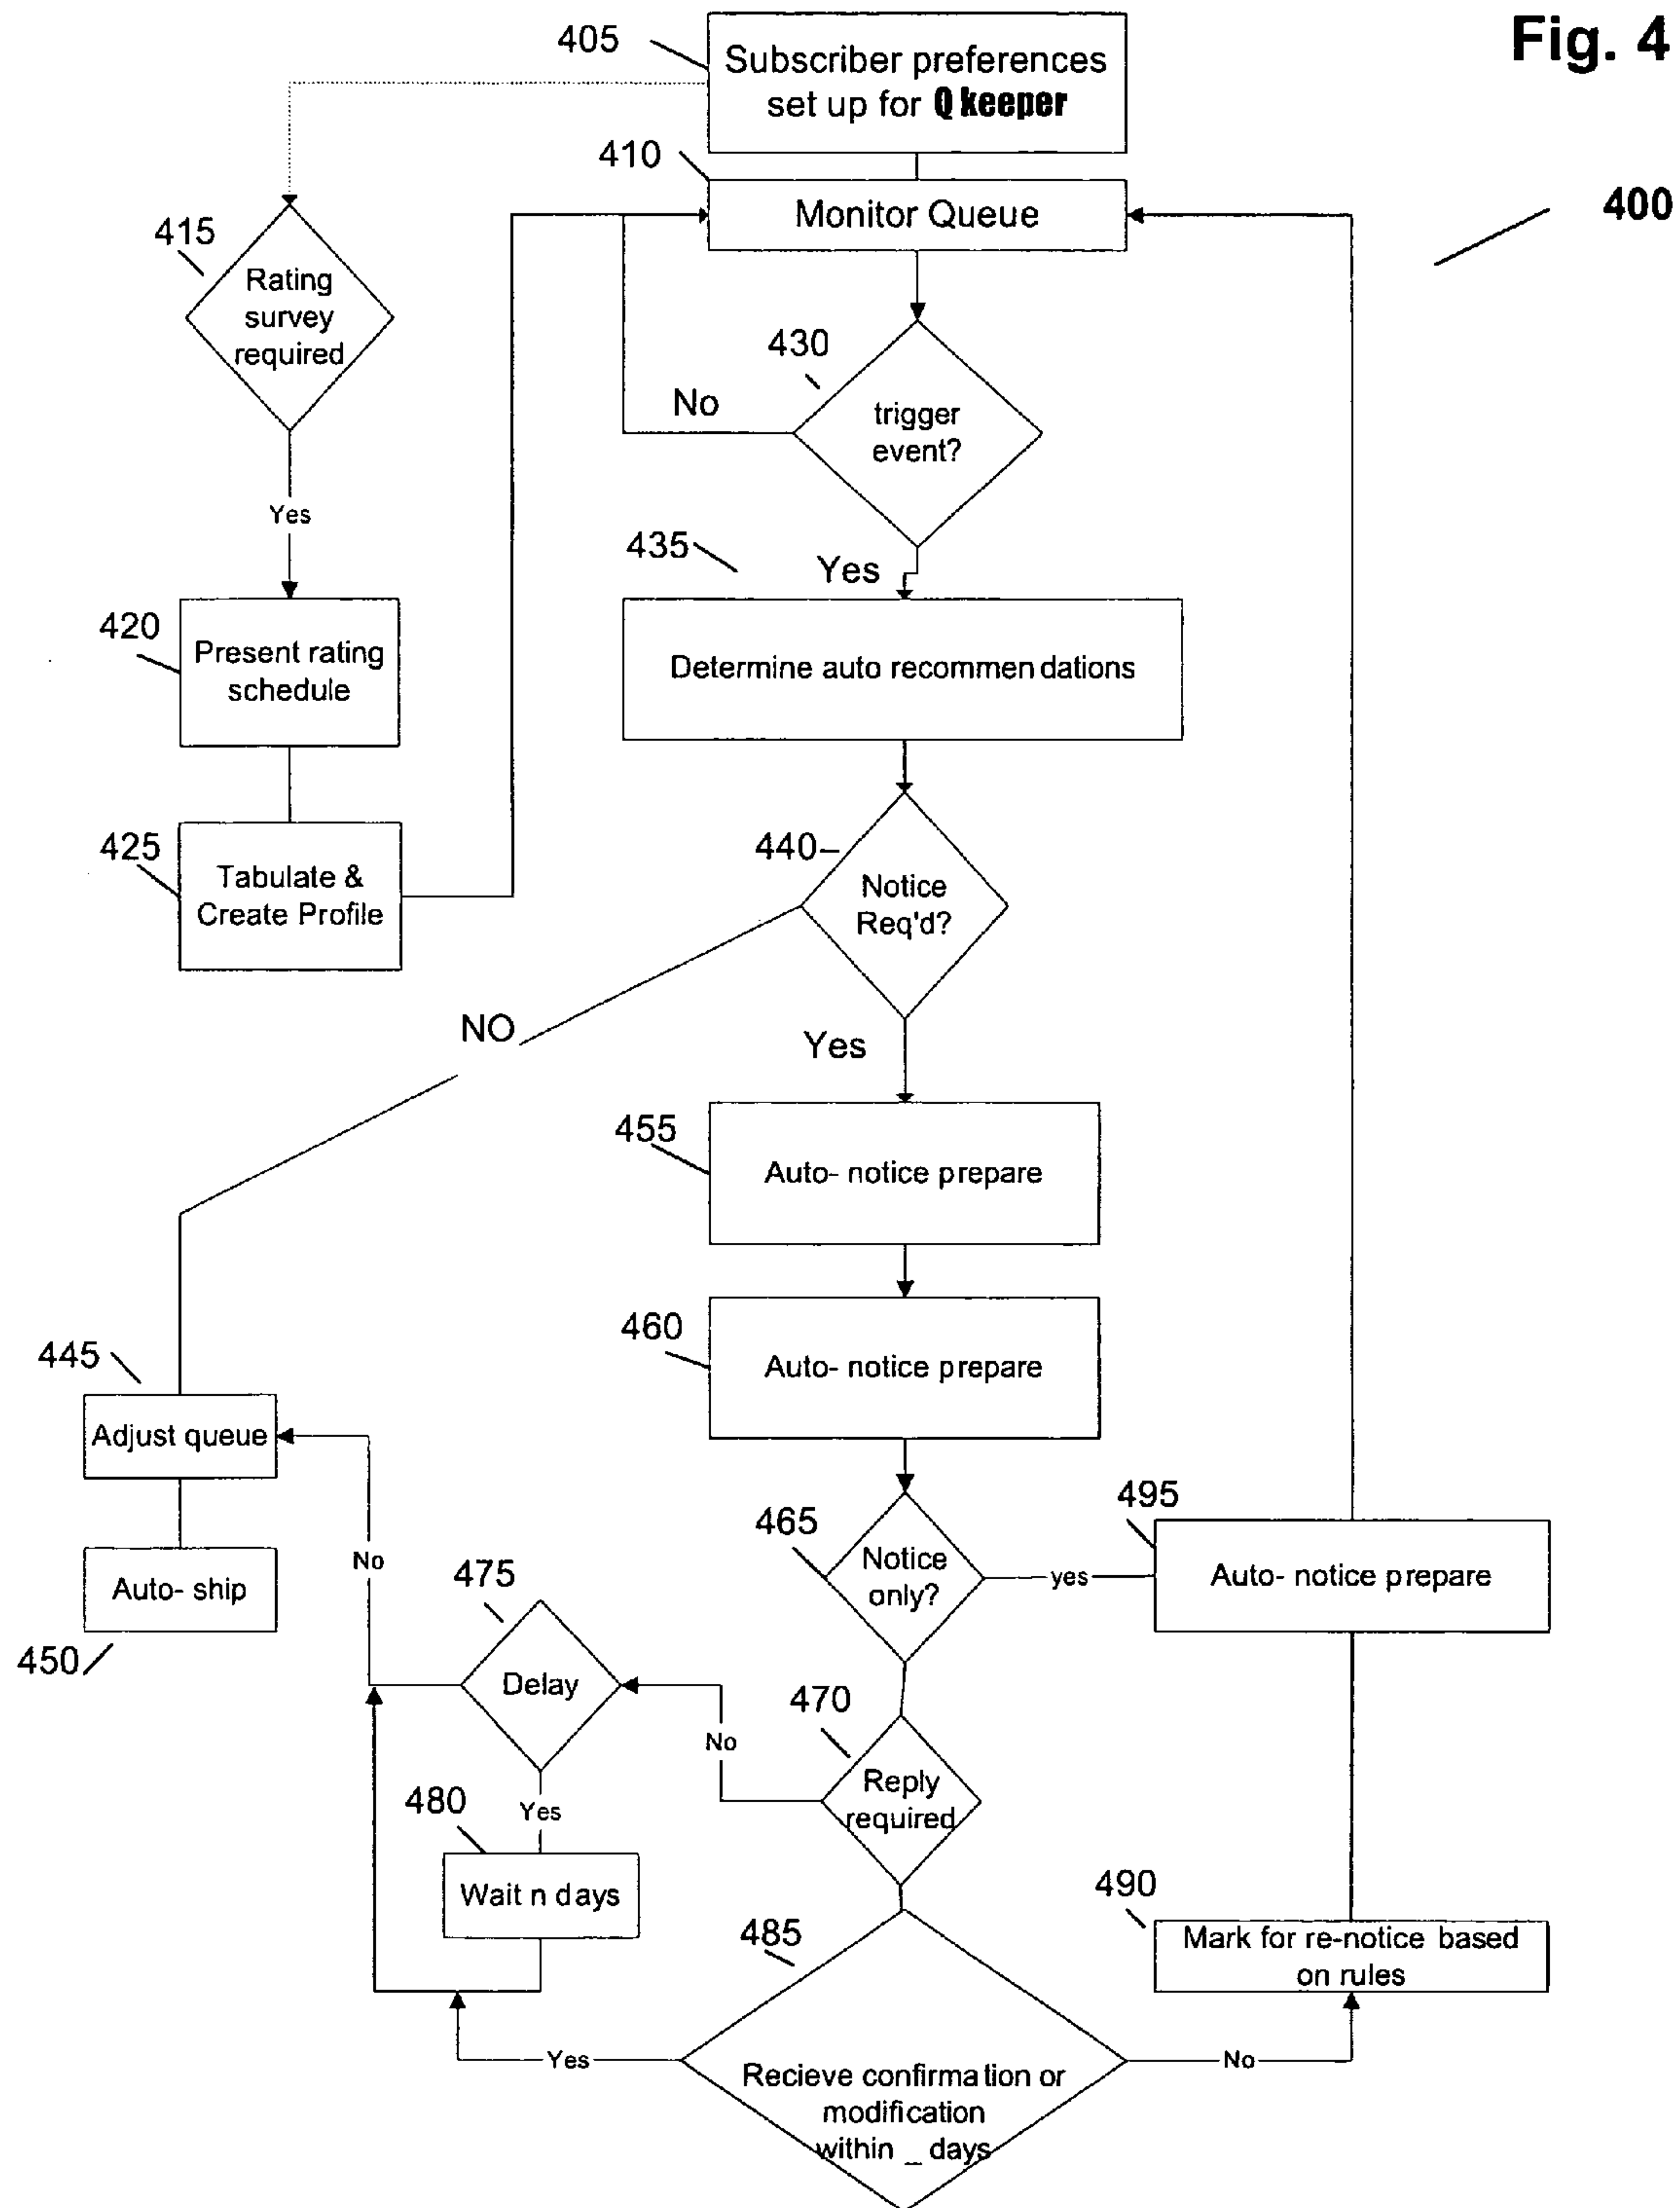 Fig. 4
405
Subscriber preferences
set up for Q keeper
410
Monitor Queue
400
415
Rating
survey
required
430
No
trigger
event?
Yes
435
Yes
420
Present rating
schedule
Determine auto recommen dations
425
Tabulate &
Create Profile
440
Notice
Req'd?
NO
Yes
455
Auto- notice prepare
460
Auto- notice prepare
445
Adjust queue
465
Notice
only?
yes
495
Auto- notice prepare
No
475
Auto- ship
450
Delay
470
No
Reply
required
480
Yes
Wait n days
490
Mark for re-notice based
on rules
485
Yes
Recieve confirmation or
modification
within _ days
No